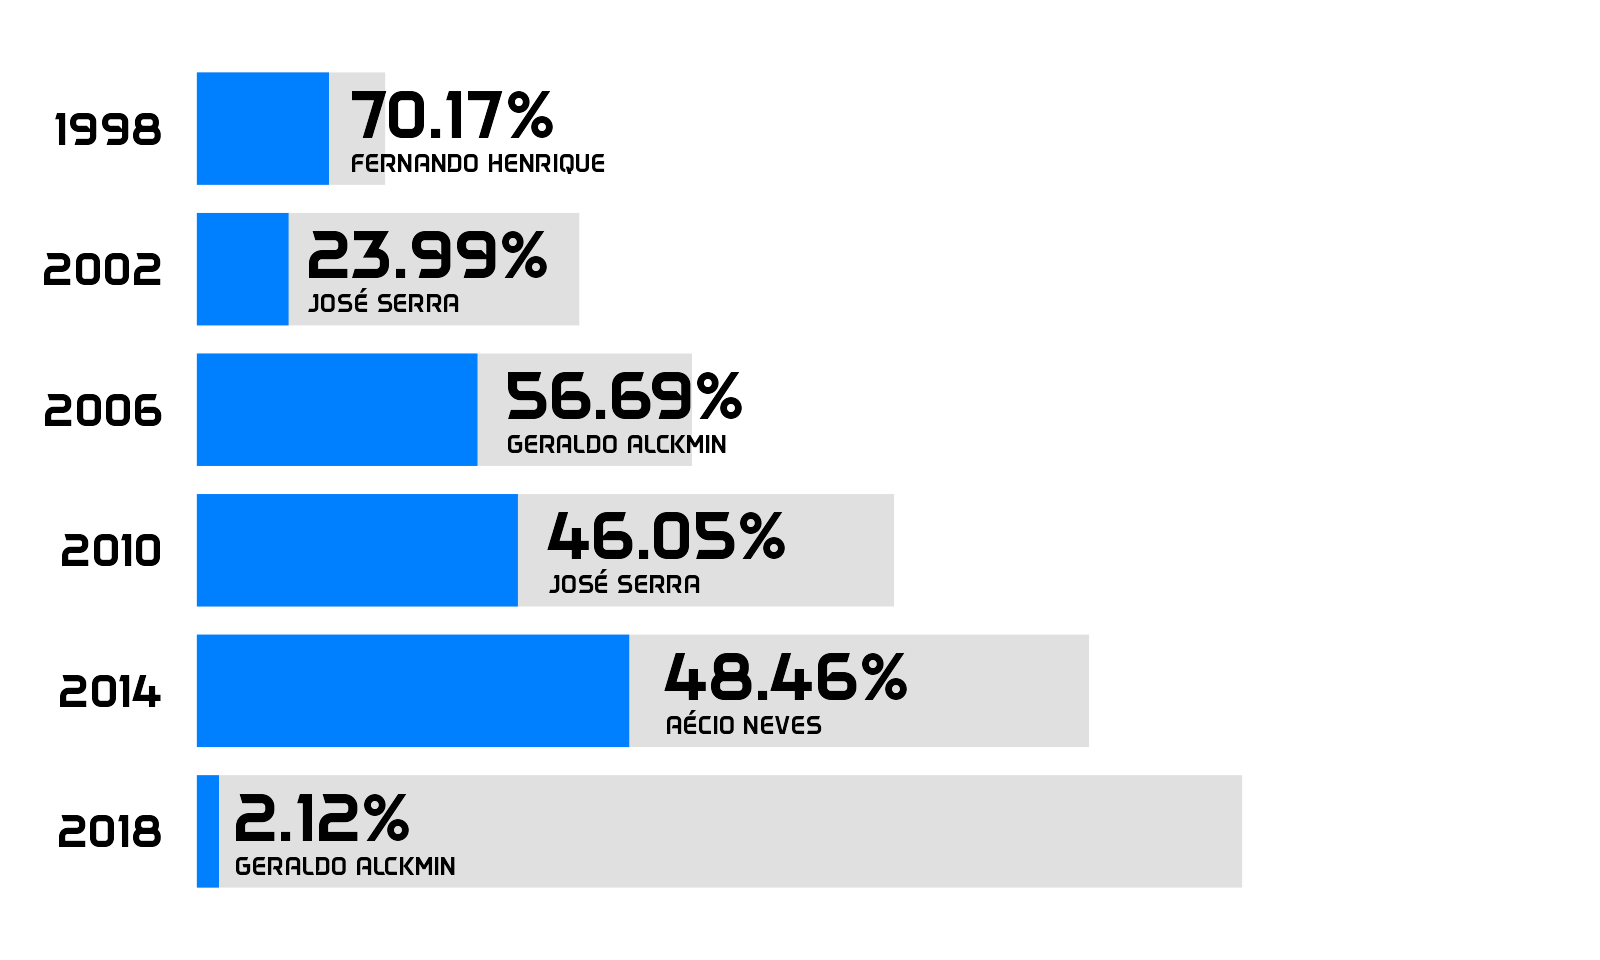 1998
70.17%
FERNANDO HENRIQUE
2002
23.99%
JOSÉ SERRA
2006
56.69%
GERALDO ALCKMIN
2010
46.05%
JOSÉ SERRA
2014
48.46%
AÉCIO NEVES
2018
2.12%
GERALDO ALCKMIN